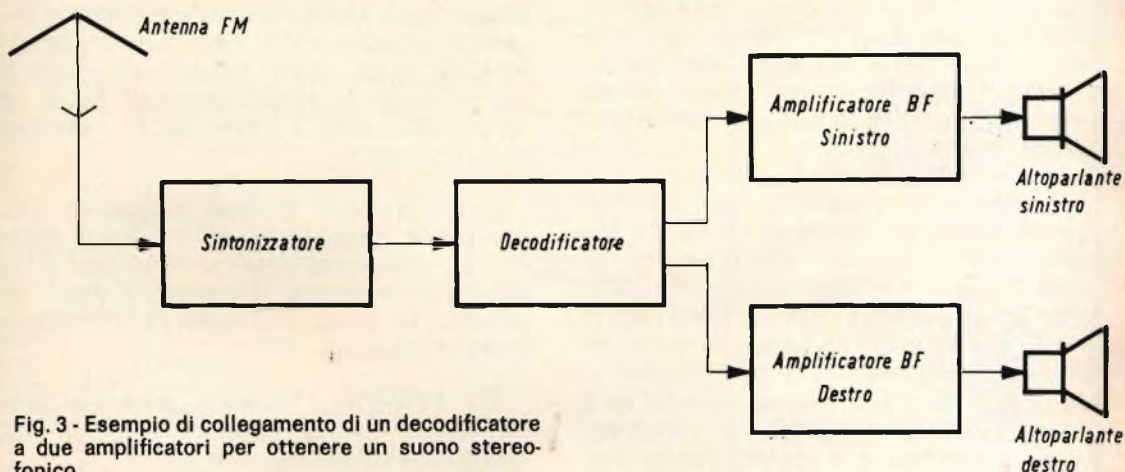 Antenna FM
Sintonizzatore
Decodificatore
Amplificatore BF
Sinistro
Altoparlante
sinistro
Amplificatore BF
Destro
Altoparlante
destro
Fig. 3 - Esempio di collegamento di un decodificatore
a due amplificatori per ottenere un suono stereo-
fonico